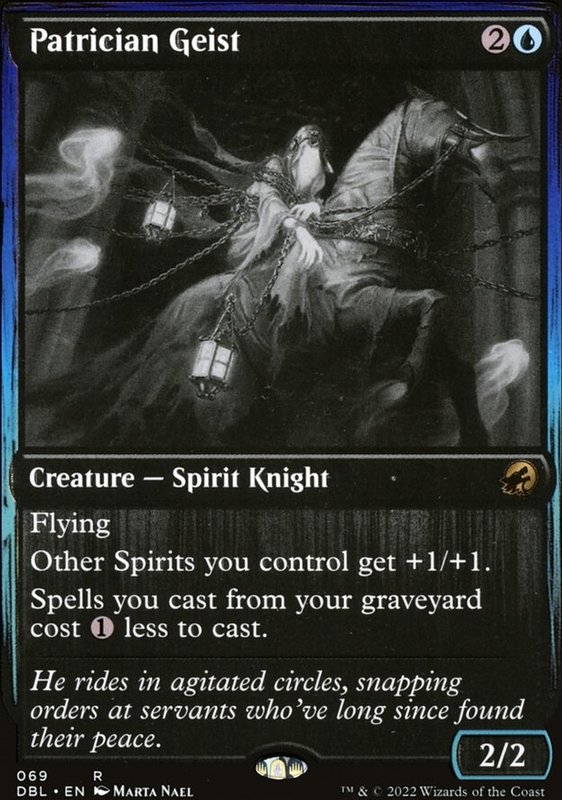 Patrician Geist 2
Creature — Spirit Knight
Flying
Other Spirits you control get +1/+1.
Spells you cast from your graveyard
cost 1 less to cast.
He rides in agitated circles, snapping
orders at servants who've long since found
their peace.
2/2
069 R
DBL • EN Marta Nael
™ & © 2022 Wizards of the Coast